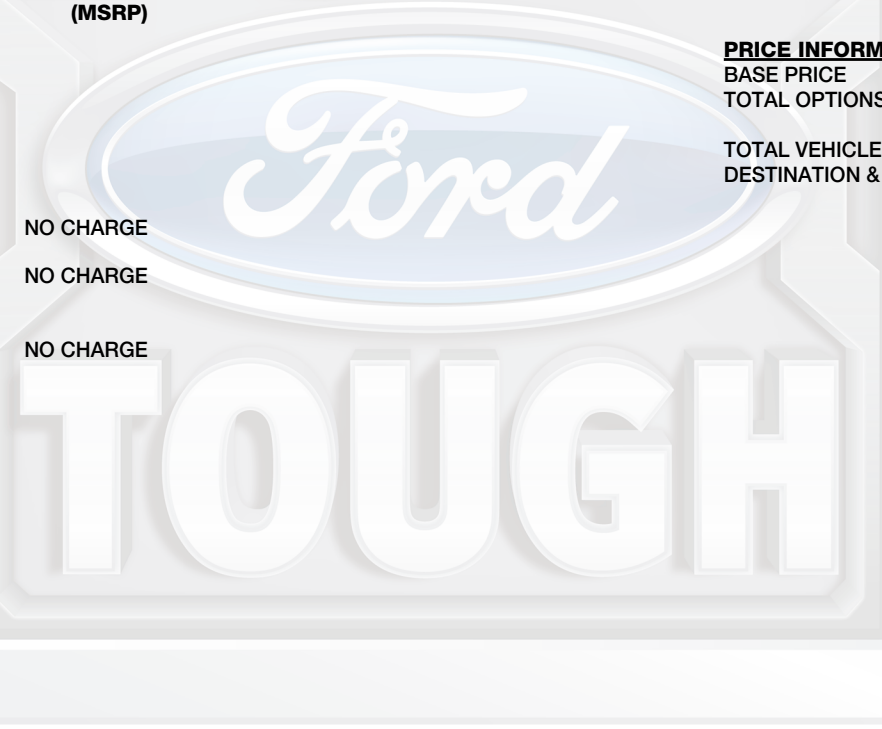 (MSRP)
PRICE INFORM
BASE PRICE
TOTAL OPTIONS
TOTAL VEHICLE
DESTINATION &
NO CHARGE
NO CHARGE
NO CHARGE
Ford
TOUGH